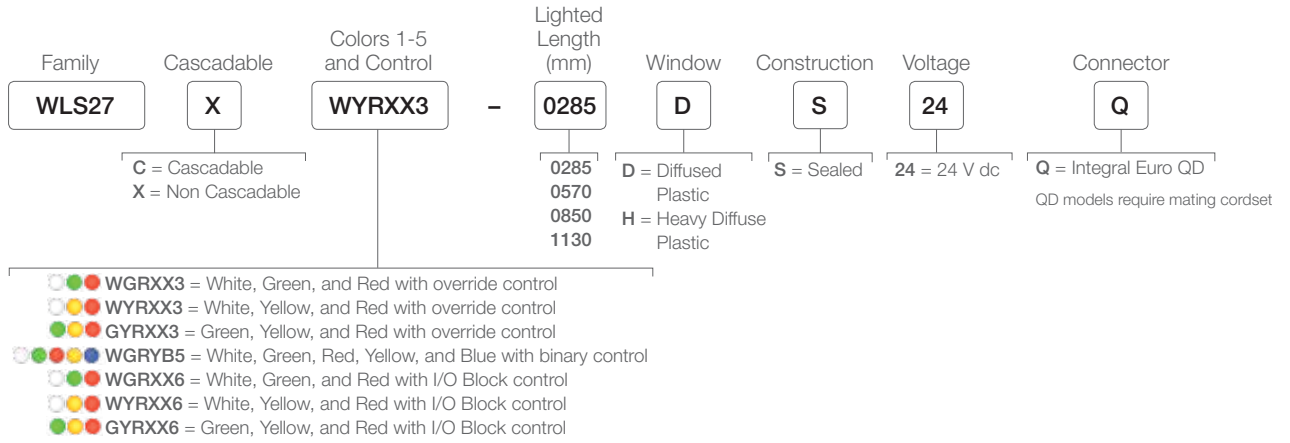 Family
Cascadable
Colors 1-5
and Control
Lighted
Length
(mm)
Window
Construction
Voltage
Connector
WLS27
X
WYRXX3
–
0285
D
S
24
Q
C = Cascadable
X = Non Cascadable
0285
0570
0850
1130
D = Diffused
Plastic
H = Heavy Diffuse
Plastic
S = Sealed
24 = 24 V dc
Q = Integral Euro QD
QD models require mating cordset
WGRXX3 = White, Green, and Red with override control
WYRXX3 = White, Yellow, and Red with override control
GYRXX3 = Green, Yellow, and Red with override control
WGRYB5 = White, Green, Red, Yellow, and Blue with binary control
WGRXX6 = White, Green, and Red with I/O Block control
WYRXX6 = White, Yellow, and Red with I/O Block control
GYRXX6 = Green, Yellow, and Red with I/O Block control